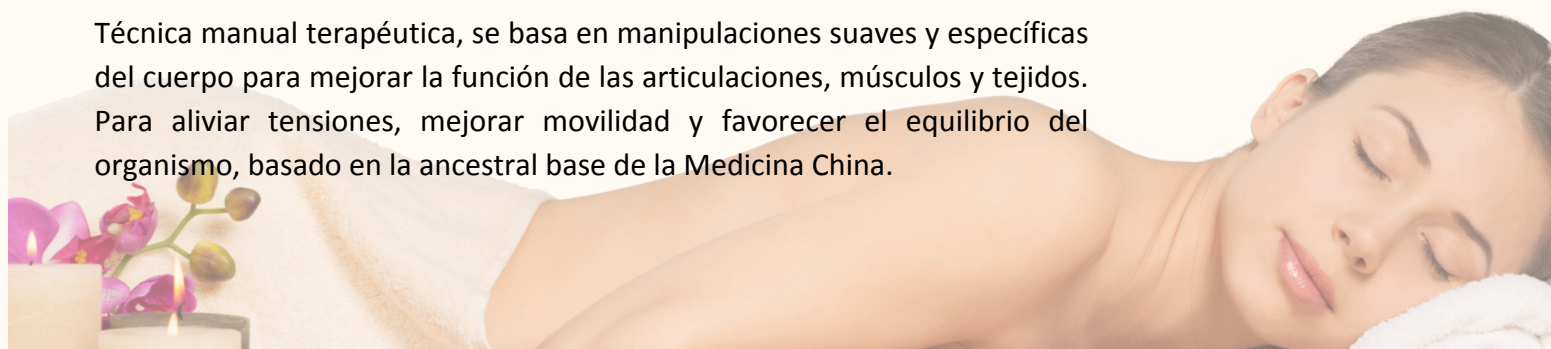 Técnica manual terapéutica, se basa en manipulaciones suaves y específicas
del cuerpo para mejorar la función de las articulaciones, músculos y tejidos.
Para aliviar tensiones, mejorar movilidad y favorecer el equilibrio del
organismo, basado en la ancestral base de la Medicina China.